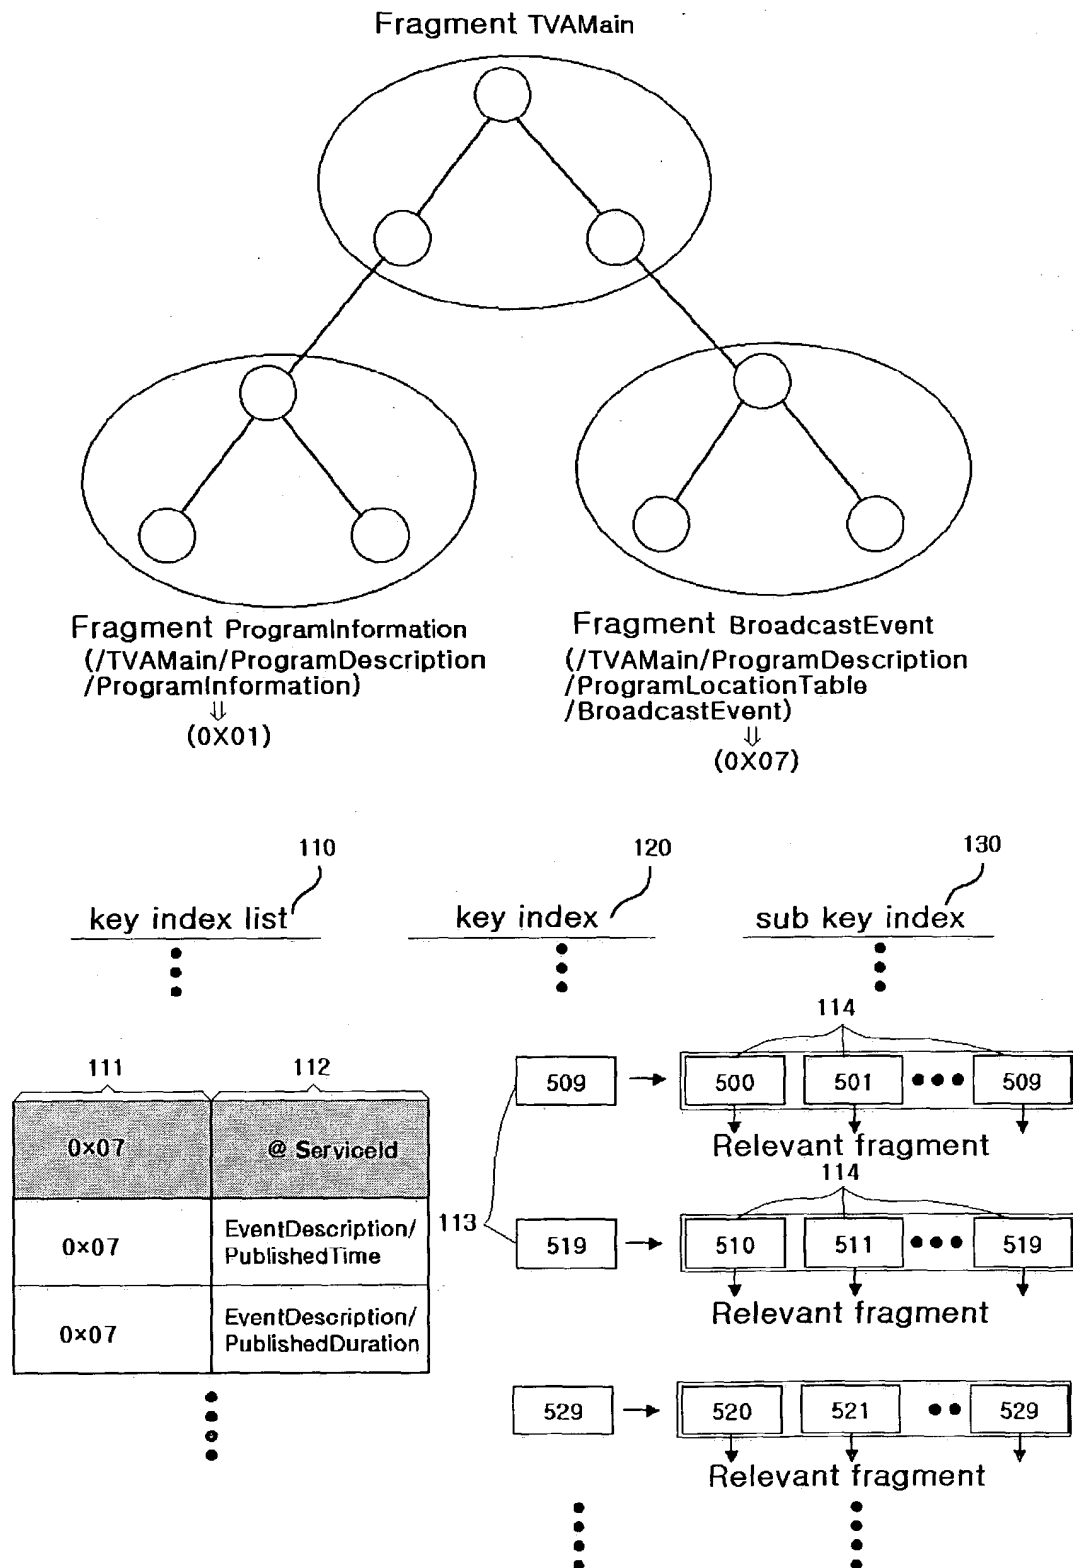 Fragment TVAMain
Fragment ProgramInformation
(/TVAMain/ProgramDescription
/ProgramInformation)
⇓
(0X01)
Fragment BroadcastEvent
(/TVAMain/ProgramDescription
/ProgramLocationTable
/BroadcastEvent)
⇓
(0X07)
110
120
130
key index list
key index
sub key index
111
112
0×07
@ ServiceId
0×07
EventDescription/
PublishedTime
0×07
EventDescription/
PublishedDuration
113
114
509
500
501
509
Relevant fragment
114
519
510
511
519
Relevant fragment
529
520
521
529
Relevant fragment